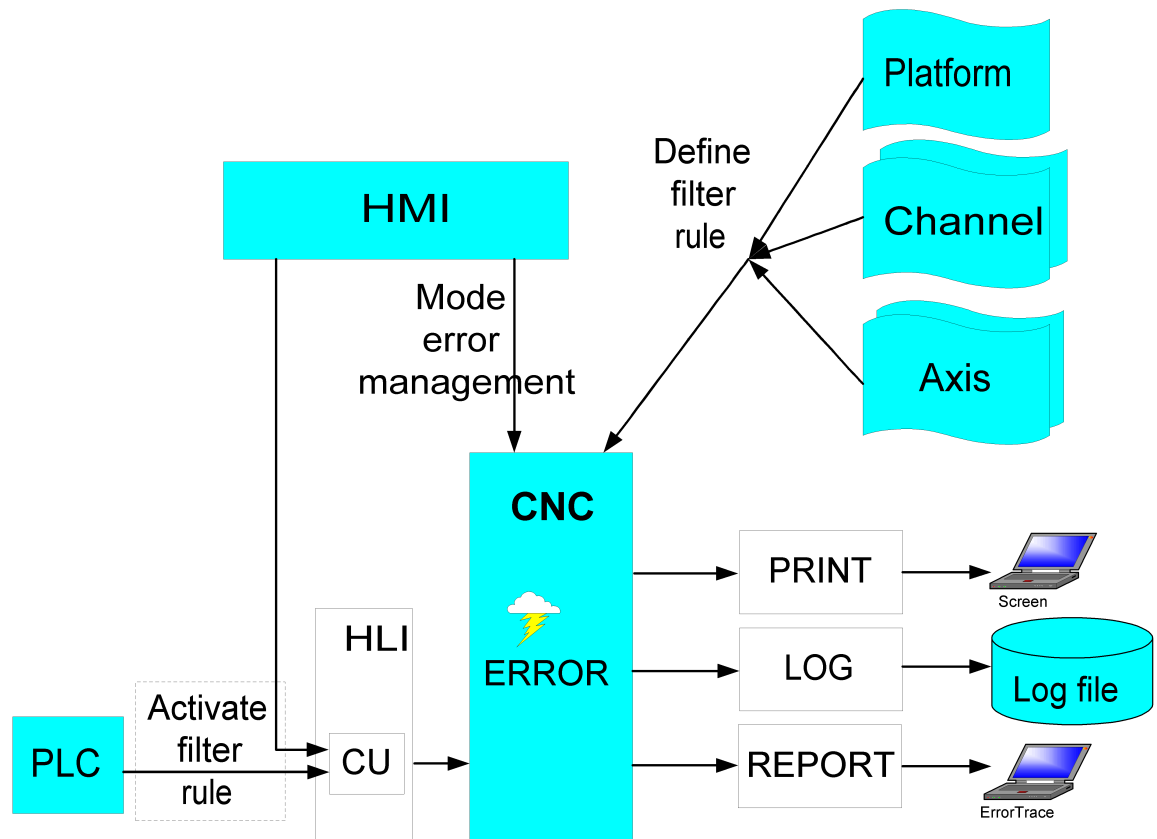 Platform
Define
filter
rule
HMI
Channel
Mode
error
management
Axis
CNC
PRINT
Screen
HLI
ERROR
LOG
Log file
Activate
filter
rule
PLC
CU
REPORT
ErrorTrace